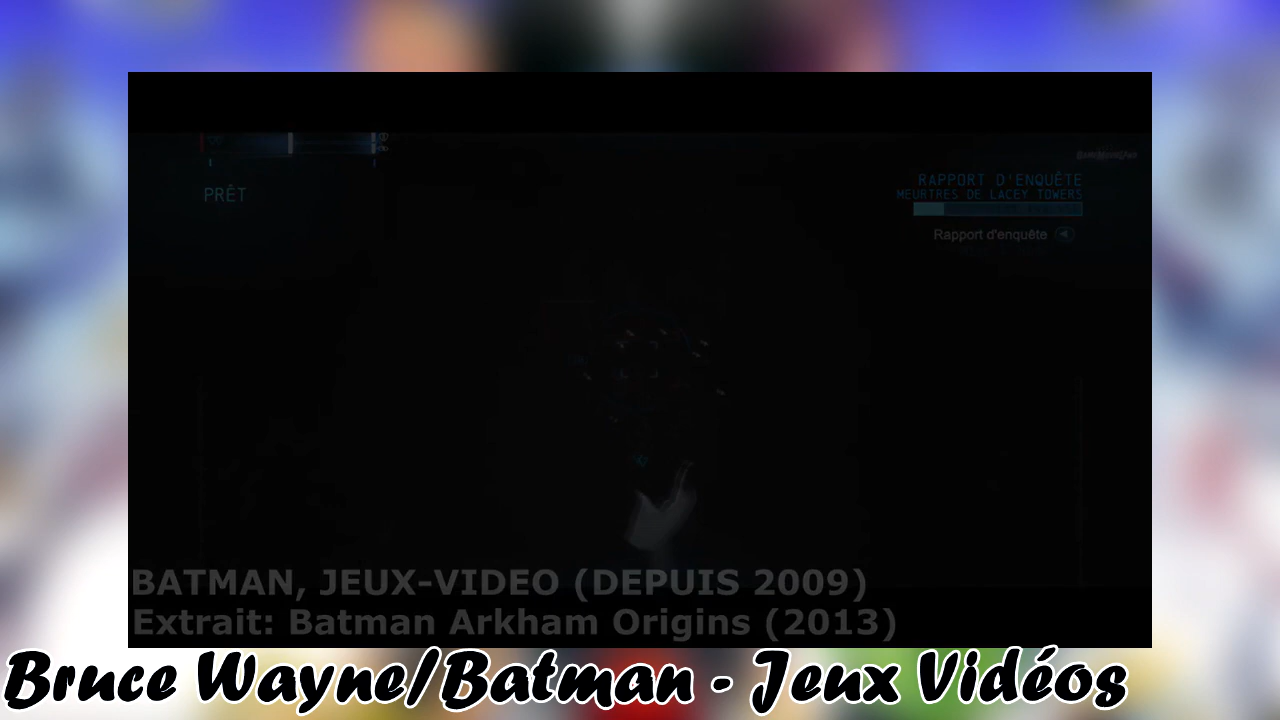 PRÊT
RAPPORT D'ENQUÊTE
MEURTRES DE LACEY TOWERS
Rapport d'enquête
BATMAN, JEUX-VIDEO (DEPUIS 2009)
Extrait: Batman Arkham Origins (2013)
Bruce Wayne/Batman - Jeux Vidéos